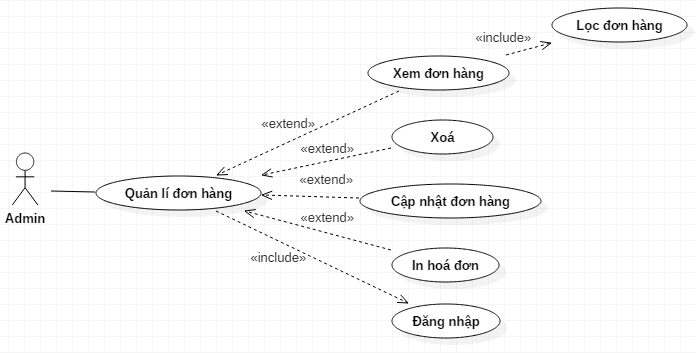 Lọc đơn hàng
«include»
Xem đơn hàng
«extend»
Xoá
«extend»
«extend»
Quản lí đơn hàng
Cập nhật đơn hàng
Admin
«extend»
«include»
In hoá đơn
Đăng nhập